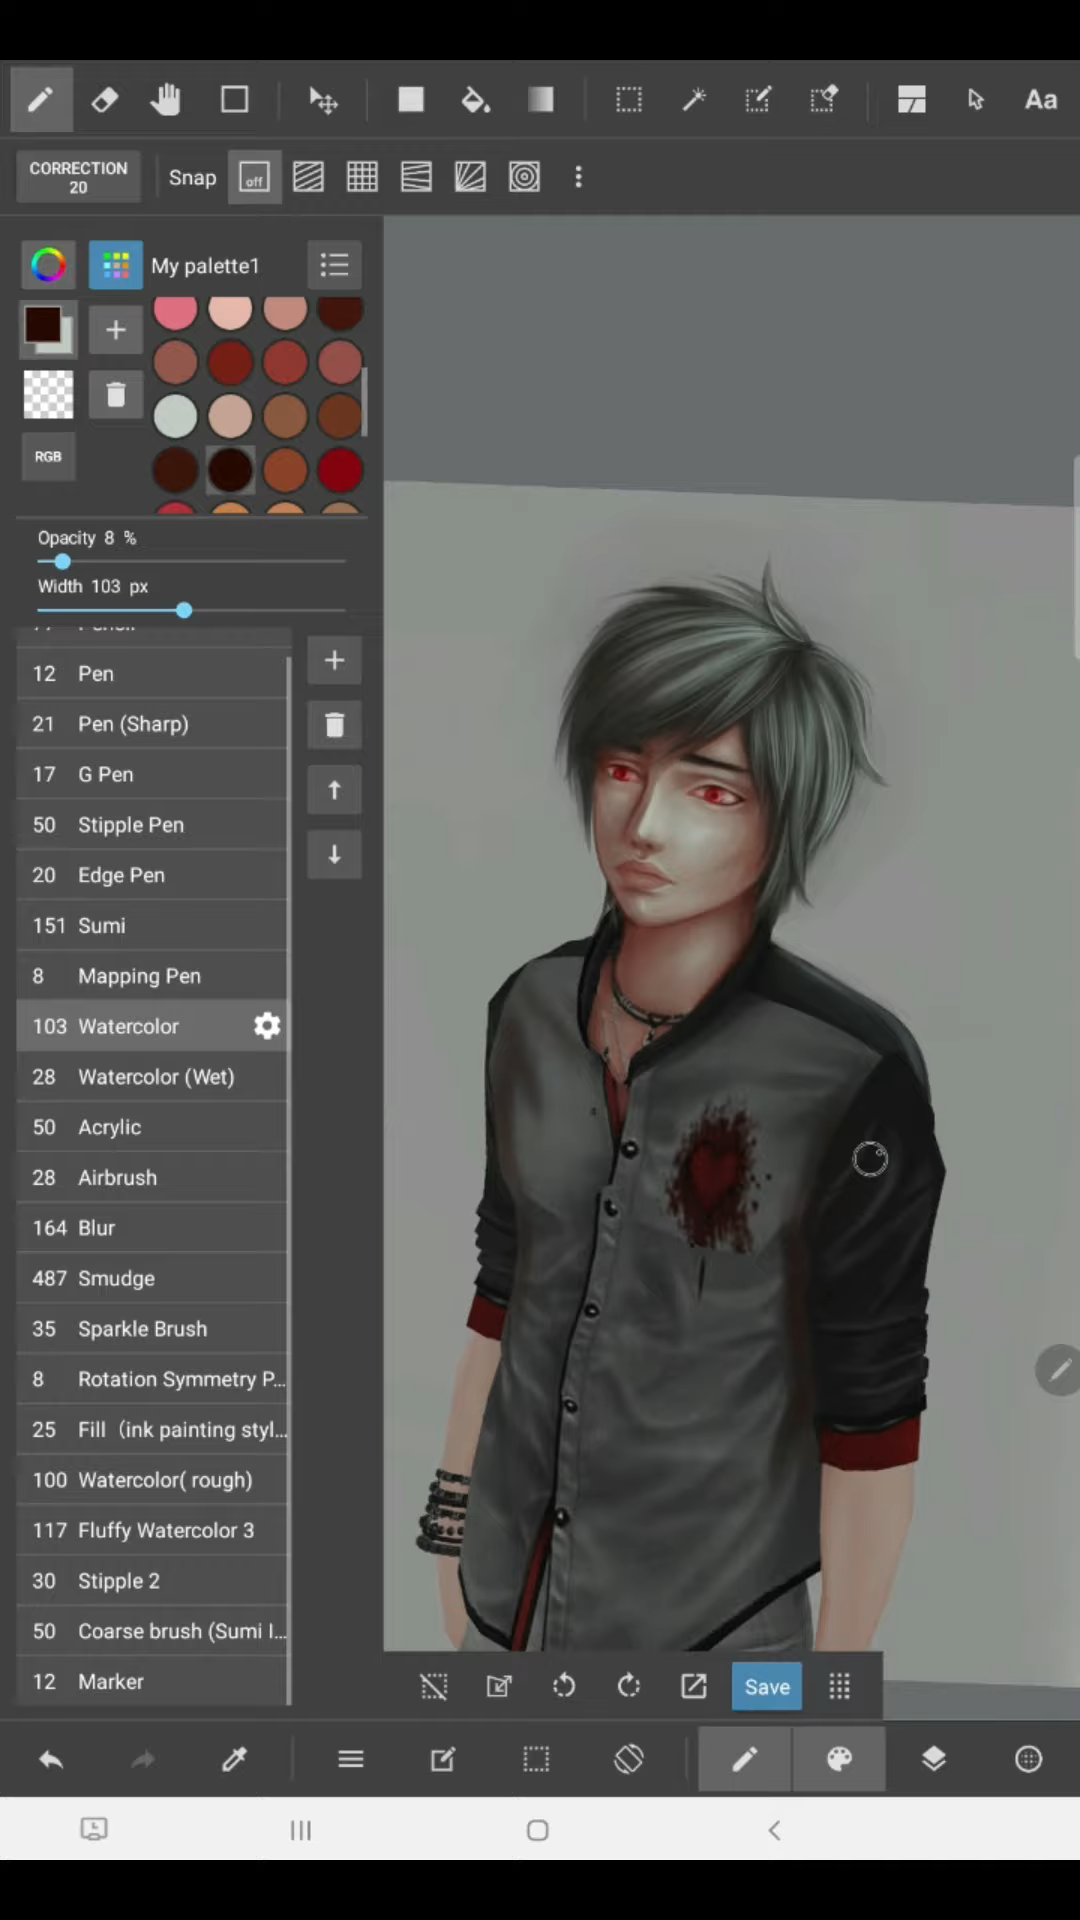 Aa
CORRECTION
20
Snap
off
My palette1
RGB
Opacity 8 %
Width 103 px
12 Pen
21 Pen (Sharp)
17 G Pen
50 Stipple Pen
20 Edge Pen
151 Sumi
8 Mapping Pen
103 Watercolor
28 Watercolor (Wet)
50 Acrylic
28 Airbrush
164 Blur
487 Smudge
35 Sparkle Brush
8 Rotation Symmetry P...
25 Fill（ink painting styl...
100 Watercolor( rough)
117 Fluffy Watercolor 3
30 Stipple 2
50 Coarse brush (Sumi I...
12 Marker
Save